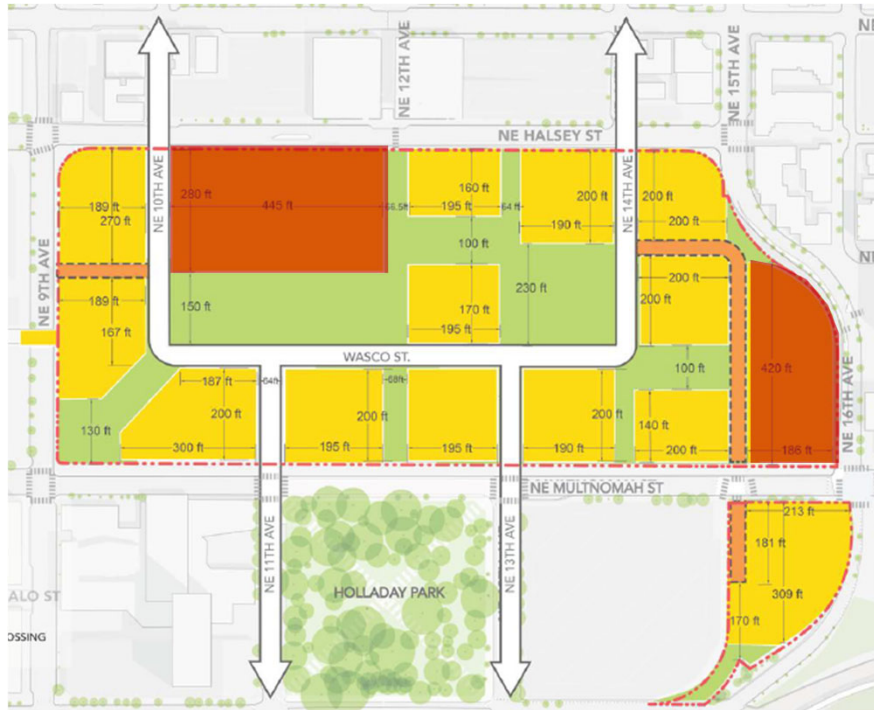 NE 12TH AVE
NE 15TH AVE
NE
NE HALSEY ST
NE 10TH AVE
NE 14TH AVE
280 ft
445 ft
66.5ft
160 ft
195 ft
64 ft
200 ft
190 ft
200 ft
200 ft
189 ft
270 ft
NE 9TH AVE
100 ft
200 ft
200 ft
189 ft
167 ft
150 ft
170 ft
195 ft
230 ft
WASCO ST.
100 ft
420 ft
NE 16TH AVE
187 ft
64ft
68ft
200 ft
200 ft
200 ft
140 ft
130 ft
300 ft
195 ft
195 ft
190 ft
200 ft
186 ft
NE MULTNOMAH ST
213 ft
NE 11TH AVE
NE 13TH AVE
181 ft
HOLLADAY PARK
309 ft
170 ft
ALO ST
OSSING